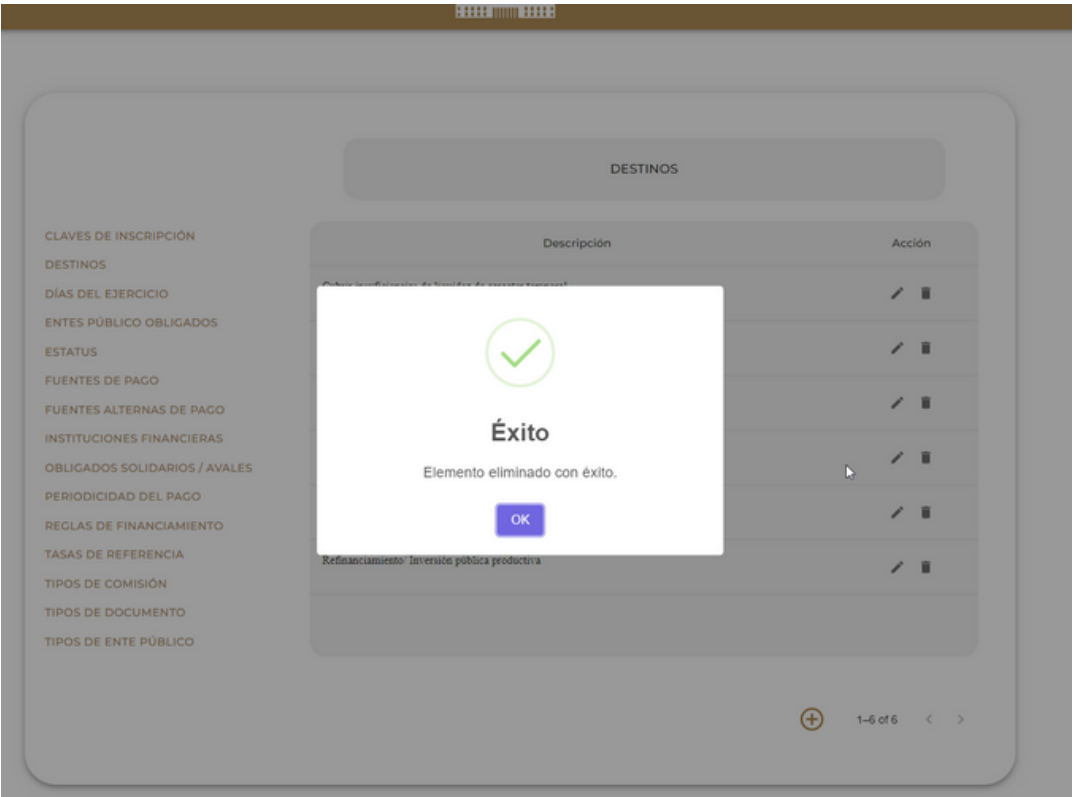 DESTINOS
CLAVES DE INSCRIPCIÓN
DESTINOS
DÍAS DEL EJERCICIO
ENTES PÚBLICO OBLIGADOS
ESTATUS
FUENTES DE PAGO
FUENTES ALTERNAS DE PAGO
INSTITUCIONES FINANCIERAS
OBLIGADOS SOLIDARIOS / AVALES
PERIODICIDAD DEL PAGO
REGLAS DE FINANCIAMIENTO
TASAS DE REFERENCIA
TIPOS DE COMISIÓN
TIPOS DE DOCUMENTO
TIPOS DE ENTE PÚBLICO
Descripción Acción
Éxito
Elemento eliminado con éxito.
OK
Refinanciamiento' Inversión pública productiva
1–6 of 6